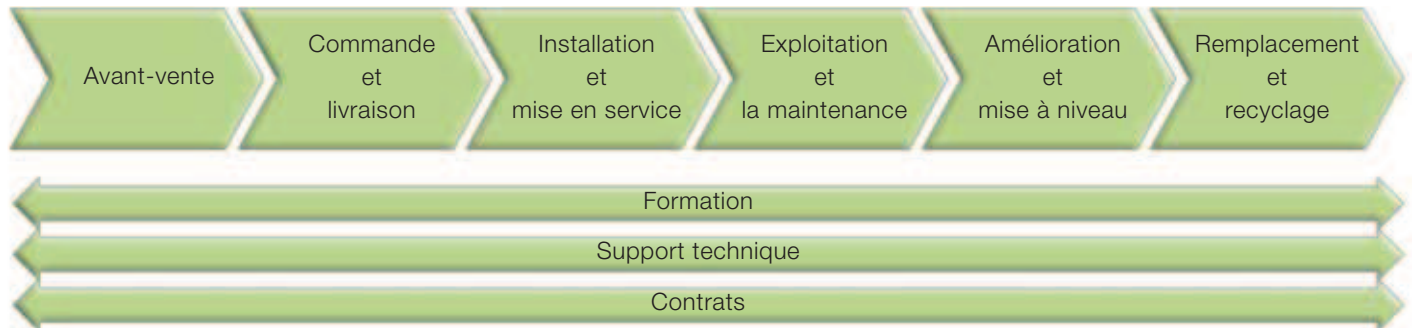 Avant-vente
Commande
et
livraison
Installation
et
mise en service
Exploitation
et
la maintenance
Amélioration
et
mise à niveau
Remplacement
et
recyclage
Formation
Support technique
Contrats